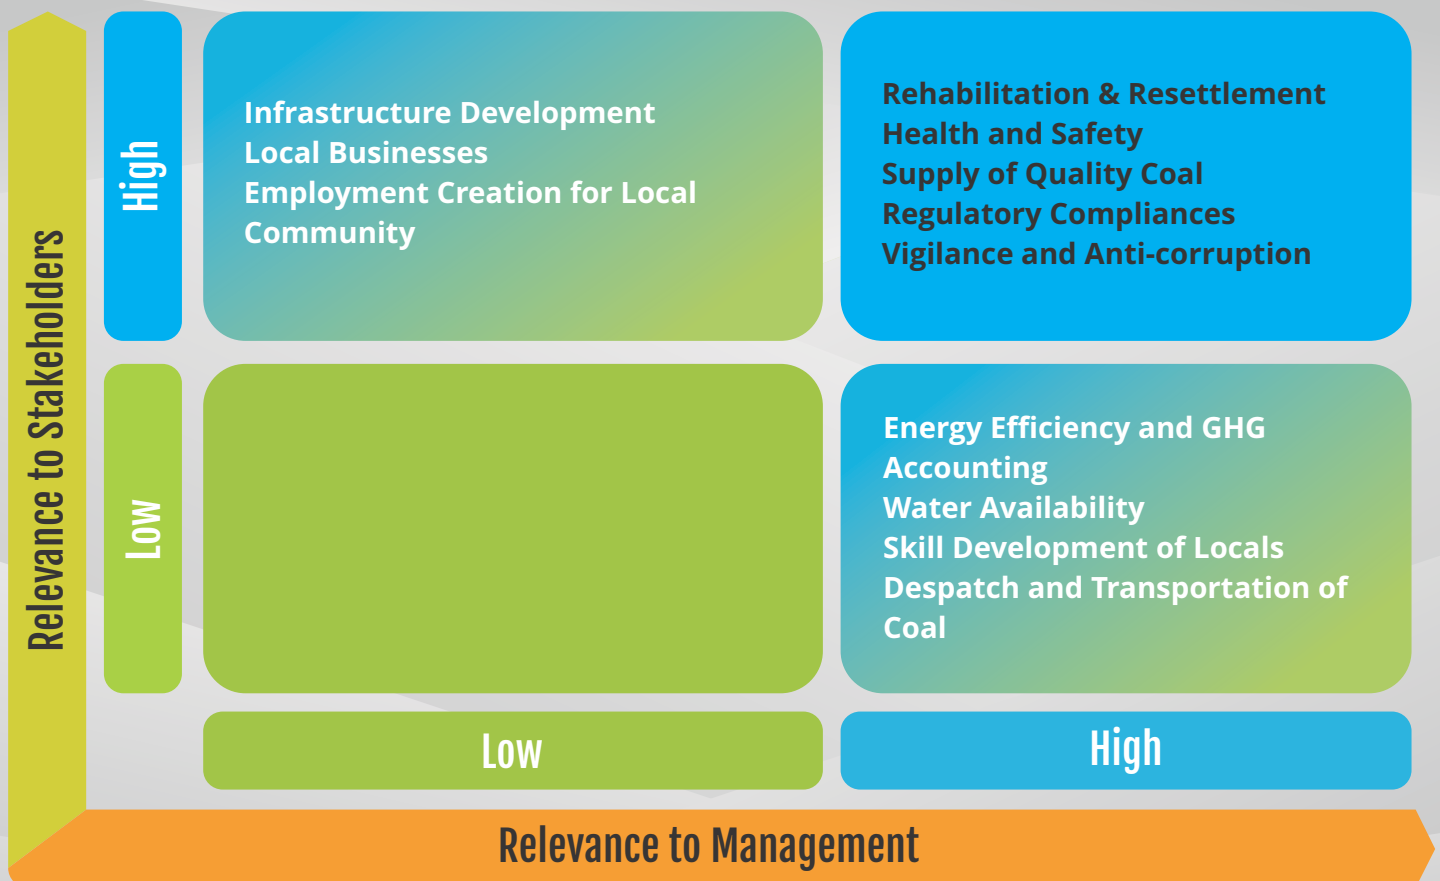 Relevance to Stakeholders
High
Infrastructure Development
Local Businesses
Employment Creation for Local
Community
Rehabilitation & Resettlement
Health and Safety
Supply of Quality Coal
Regulatory Compliances
Vigilance and Anti-corruption
Low
Energy Efficiency and GHG
Accounting
Water Availability
Skill Development of Locals
Despatch and Transportation of
Coal
Low
High
Relevance to Management